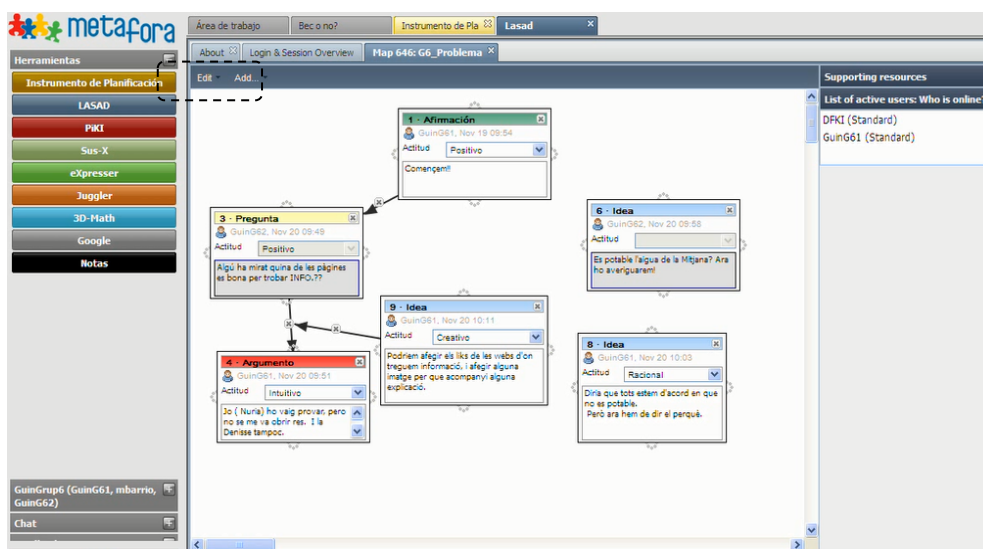 metafora
Área de trabajo
Bec o no?
Instrumento de Pla
Lasad
About
Login & Session Overview
Map 646: G6_Problema
Herramientas
Instrumento de Planificación
LASAD
PiKI
Sus-X
eXpresser
Juggler
3D-Math
Google
Notas
GuinGrup6 (GuinG61, mbarrio,
GuinG62)
Chat
Edit
Add...
1 - Afirmación
GuinG61, Nov 19 09:54
Actitud
Positivo
Començem!!
3 - Pregunta
GuinG62, Nov 20 09:49
Actitud
Positivo
Algú ha mirat quina de les pàgines
es bona per trobar INFO.??
6 - Idea
GuinG62, Nov 20 09:58
Actitud
Es potable l'aigua de la Mitjana? Ara
ho averiguarem!
9 - Idea
GuinG61, Nov 20 10:11
Actitud
Creativo
Podriem afegir els liks de les webs d'on
treguem informació, i afegir alguna
imatge per que acompanyi alguna
explicació.
4 - Argumento
GuinG61, Nov 20 09:51
Actitud
Intuitivo
Jo ( Nuria) ho vaig provar, pero
no se me va obrir res. I la
Denisse tampoc.
8 - Idea
GuinG61, Nov 20 10:03
Actitud
Racional
Diria que tots estem d'acord en que
no es potable.
Però ara hem de dir el perquè.
Supporting resources
List of active users: Who is online?
DFKI (Standard)
GuinG61 (Standard)